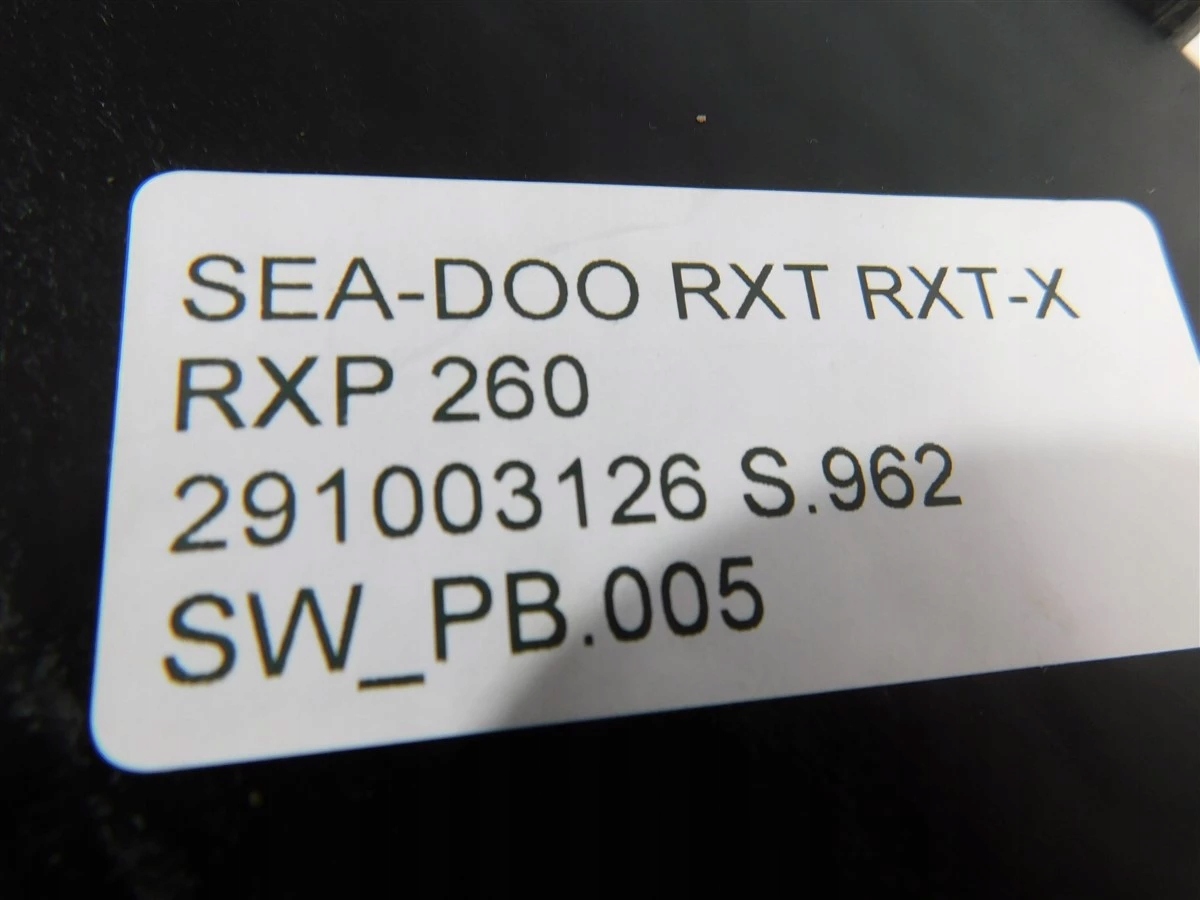 SEA-DOO RXT RXT-X
RXP 260
291003126 S.962
SW_PB.005